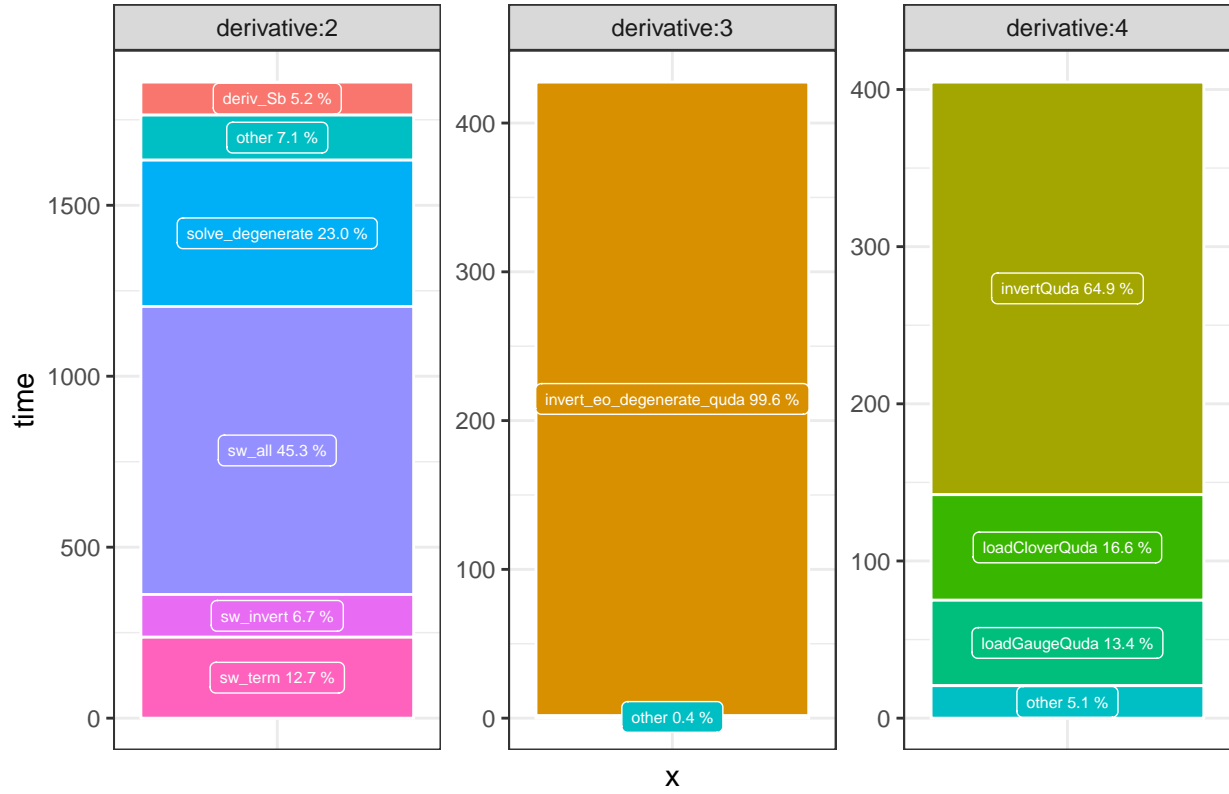 derivative:2
derivative:3
derivative:4
time
1500
1000
500
0
deriv_Sb 5.2 %
other 7.1 %
solve_degenerate 23.0 %
sw_all 45.3 %
sw_invert 6.7 %
sw_term 12.7 %
400
300
200
100
0
invert_eo_degenerate_quda 99.6 %
other 0.4 %
400
300
200
100
0
invertQuda 64.9 %
loadCloverQuda 16.6 %
loadGaugeQuda 13.4 %
other 5.1 %
x